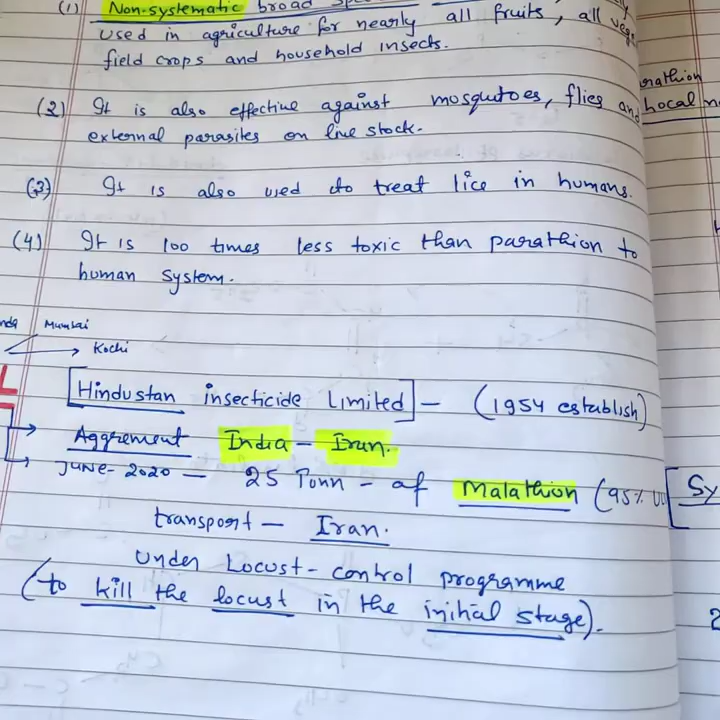 (1) Non-systematic broad
used in agriculture for nearly all fruits, all
field crops and household insects.
(2) It is also effective against mosquitoes, flies and
external parasites on live stock.
(3) It is also used to treat lice in humans.
(4) It is 100 times less toxic than parathion to
human system.
Mumbai
Kochi
[Hindustan insecticide Limited] - (1954 establish)
Aggrement India - Iran.
JUNE-2020 - 25 Tonn - of Malathion (95%
transport - Iran.
under Locust-control programme
(to kill the locust in the initial stage).